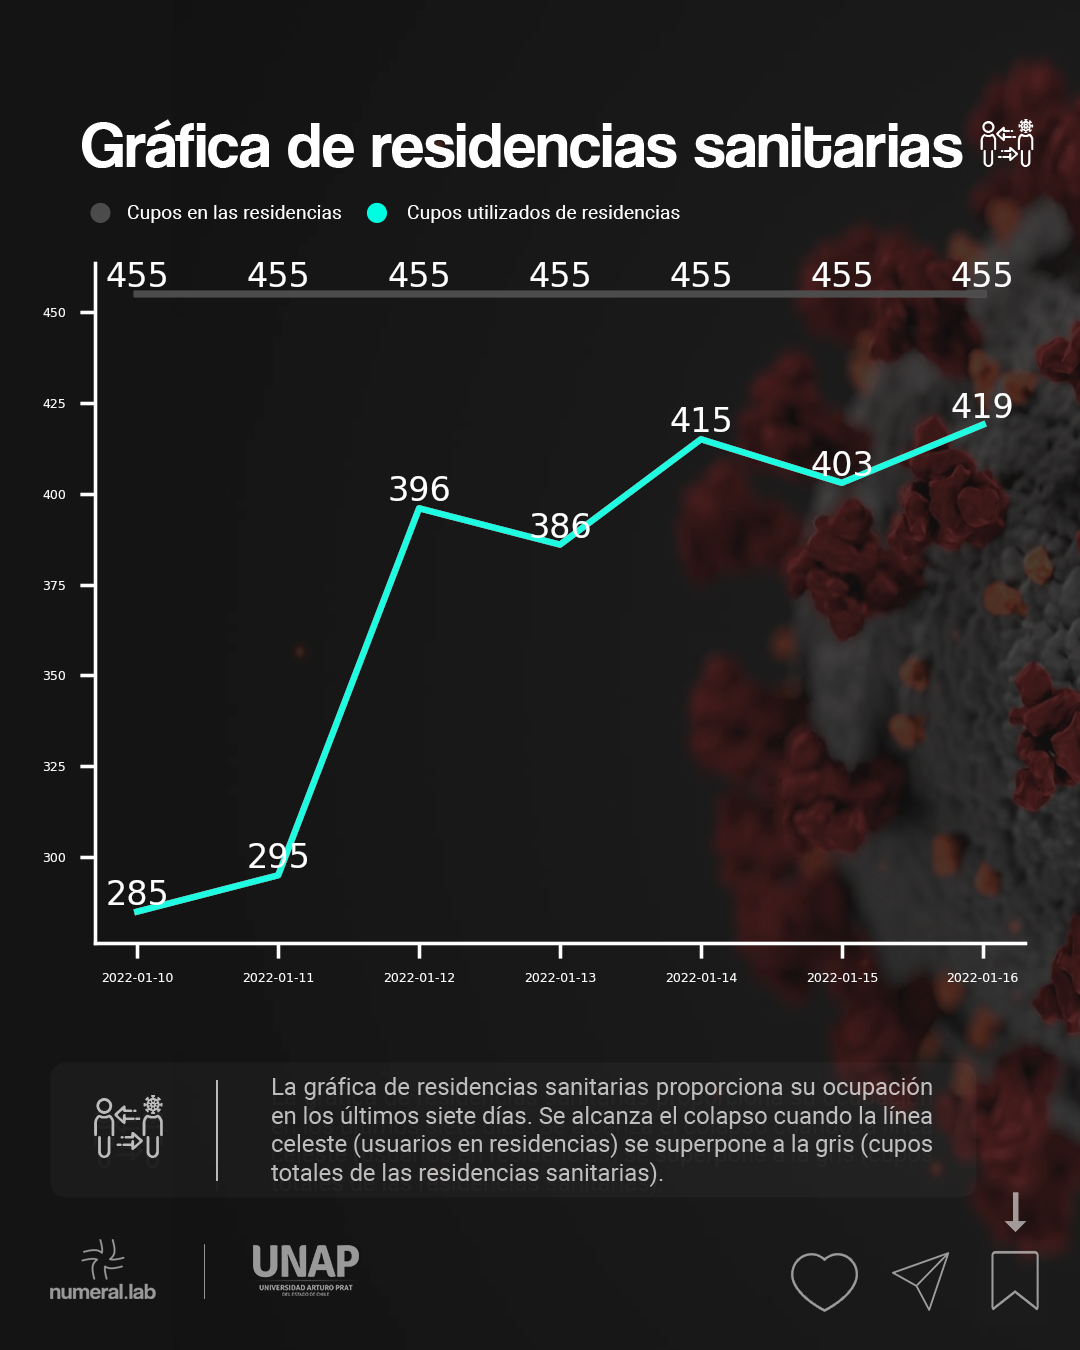 Gráfica de residencias sanitarias
Cupos en las residencias
Cupos utilizados de residencias
455 455 455 455 455 455 455
450
425
400
375
350
325
300
285
295
396
386
415
403
419
2022-01-10 2022-01-11 2022-01-12 2022-01-13 2022-01-14 2022-01-15 2022-01-16
La gráfica de residencias sanitarias proporciona su ocupación
en los últimos siete días. Se alcanza el colapso cuando la línea
celeste (usuarios en residencias) se superpone a la gris (cupos
totales de las residencias sanitarias).
numeral.lab
UNAP
UNIVERSIDAD ARTURO PRAT
DEL ESTADO DE CHILE